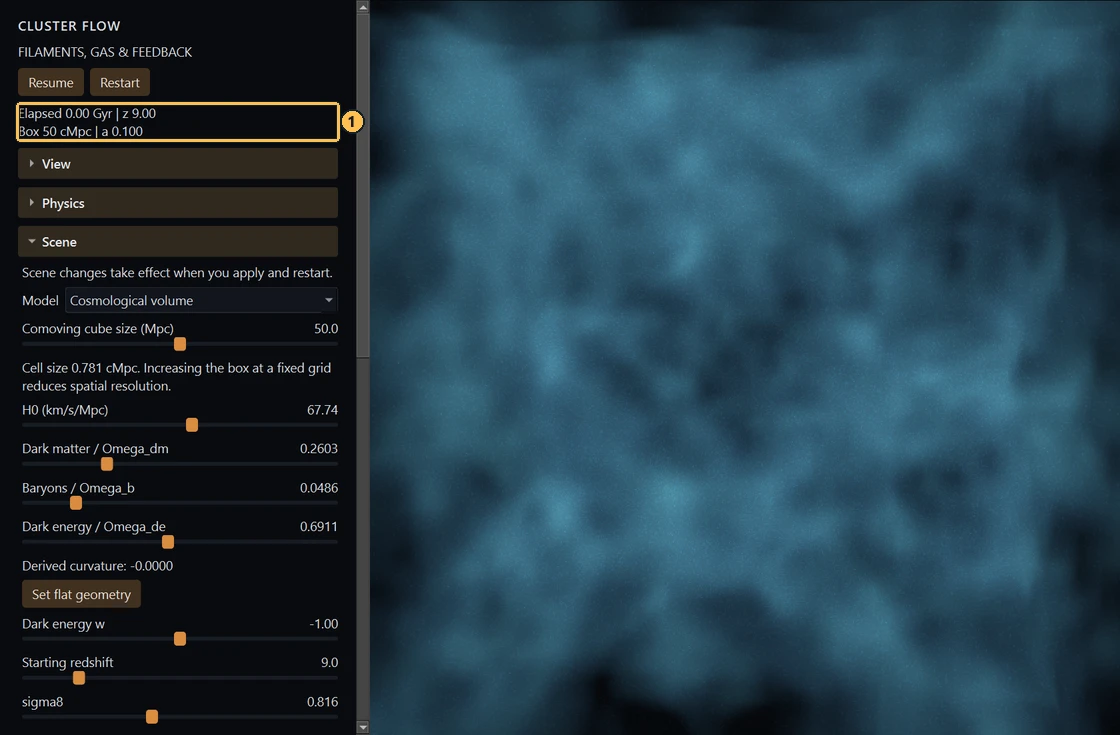 CLUSTER FLOW
FILAMENTS, GAS & FEEDBACK
Resume Restart
Elapsed 0.00 Gyr | z 9.00
Box 50 cMpc | a 0.100
1
View
Physics
Scene
Scene changes take effect when you apply and restart.
Model Cosmological volume
Comoving cube size (Mpc) 50.0
Cell size 0.781 cMpc. Increasing the box at a fixed grid
reduces spatial resolution.
H0 (km/s/Mpc) 67.74
Dark matter / Omega_dm 0.2603
Baryons / Omega_b 0.0486
Dark energy / Omega_de 0.6911
Derived curvature: -0.0000
Set flat geometry
Dark energy w -1.00
Starting redshift 9.0
sigma8 0.816